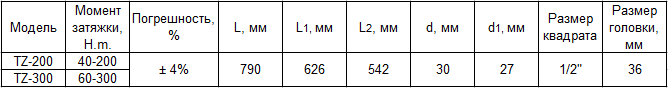 Модель
Момент
затяжки,
Н.m.
Погрешность,
%
L, мм
L1, мм
L2, мм
d, мм
d1, мм
Размер
квадрата
Размер
головки,
мм
TZ-200
40-200
TZ-300
60-300
± 4%
790
626
542
30
27
1/2"
36